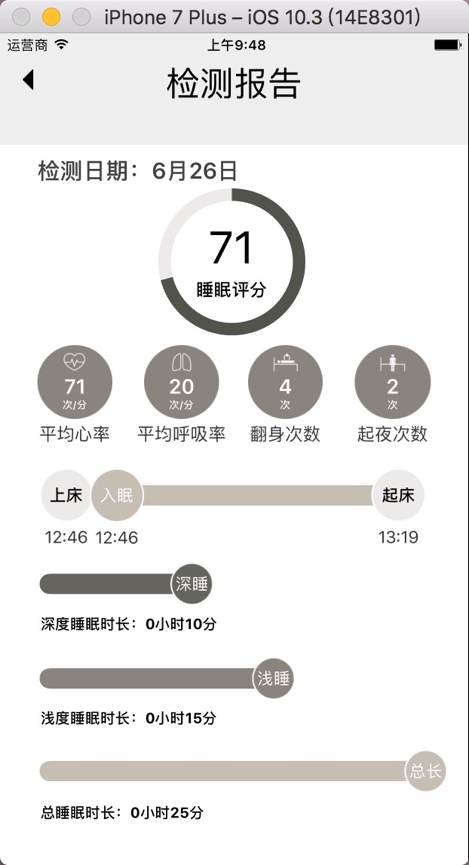 iPhone 7 Plus – iOS 10.3 (14E8301)
运营商 上午9:48
检测报告
检测日期：6月26日
71
睡眠评分
71 20 4 2
次/分 次/分 次 次
平均心率 平均呼吸率 翻身次数 起夜次数
上床 入眠 起床
12:46 12:46 13:19
深睡
深度睡眠时长：0小时10分
浅睡
浅度睡眠时长：0小时15分
总长
总睡眠时长：0小时25分